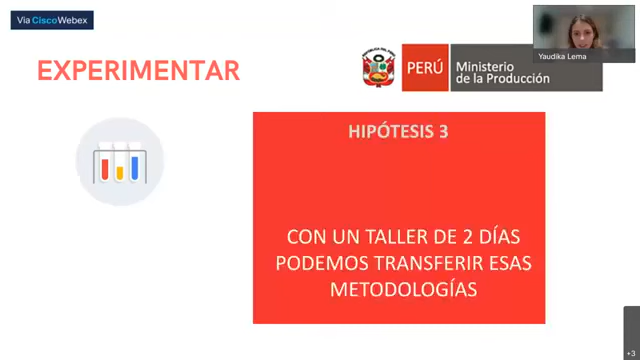 Via CiscoWebex
EXPERIMENTAR
PERÚ
Ministerio
de la Producción
Yaudika Lema
HIPÓTESIS 3
CON UN TALLER DE 2 DÍAS
PODEMOS TRANSFERIR ESAS
METODOLOGÍAS
+3